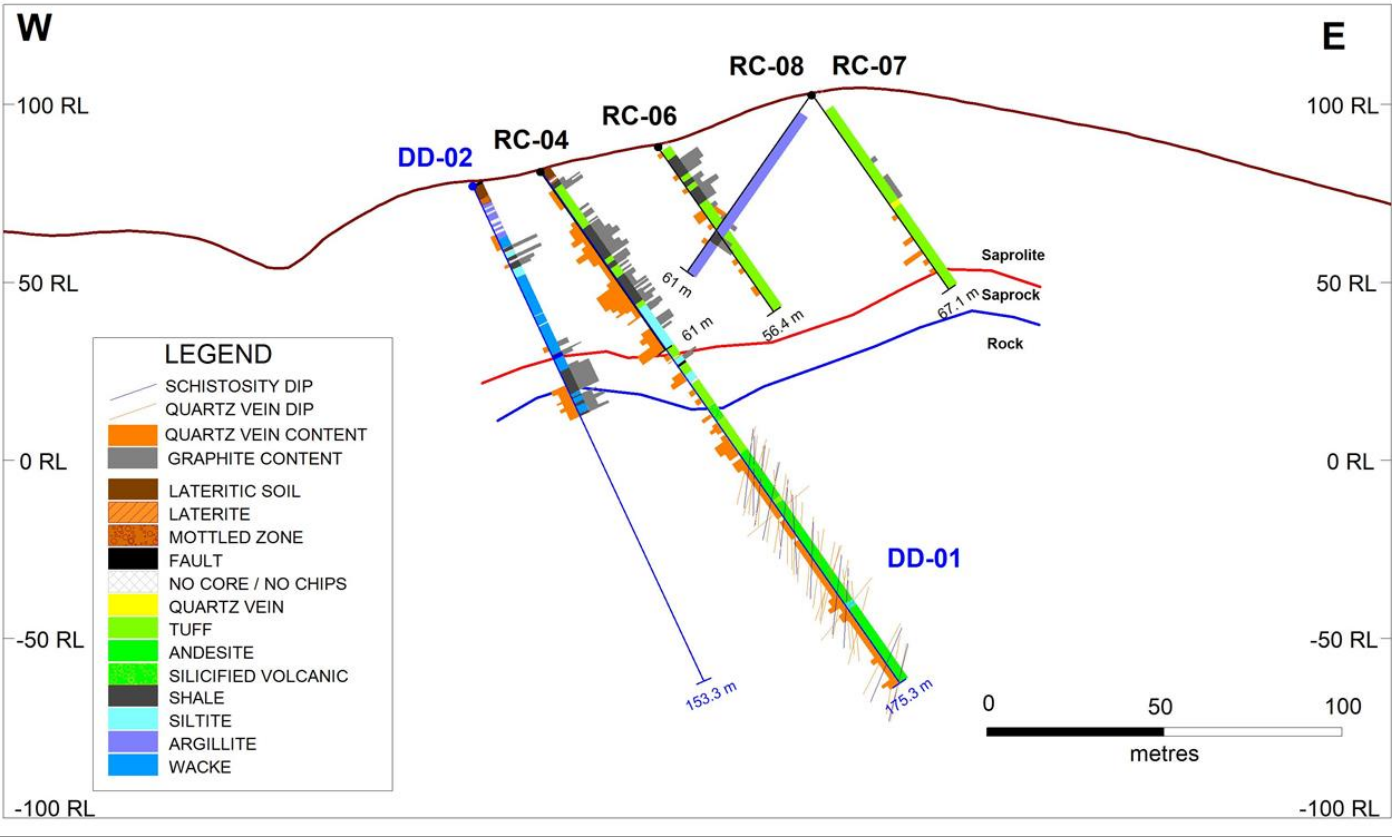 W
E
RC-08 RC-07
100 RL
100 RL
RC-06
RC-04
DD-02
Saprolite
61 m
50 RL
50 RL
Saprock
67.1 m
61 m
56.4 m
Rock
LEGEND
SCHISTOSITY DIP
QUARTZ VEIN DIP
QUARTZ VEIN CONTENT
GRAPHITE CONTENT
LATERITIC SOIL
LATERITE
MOTTLED ZONE
FAULT
NO CORE / NO CHIPS
QUARTZ VEIN
TUFF
ANDESITE
SILICIFIED VOLCANIC
SHALE
SILTITE
ARGILLITE
WACKE
0 RL
0 RL
DD-01
-50 RL
-50 RL
153.3 m
175.3 m
0 50 100
metres
-100 RL
-100 RL